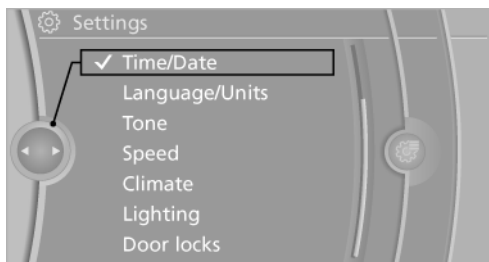 Settings
✓ Time/Date
Language/Units
Tone
Speed
Climate
Lighting
Door locks